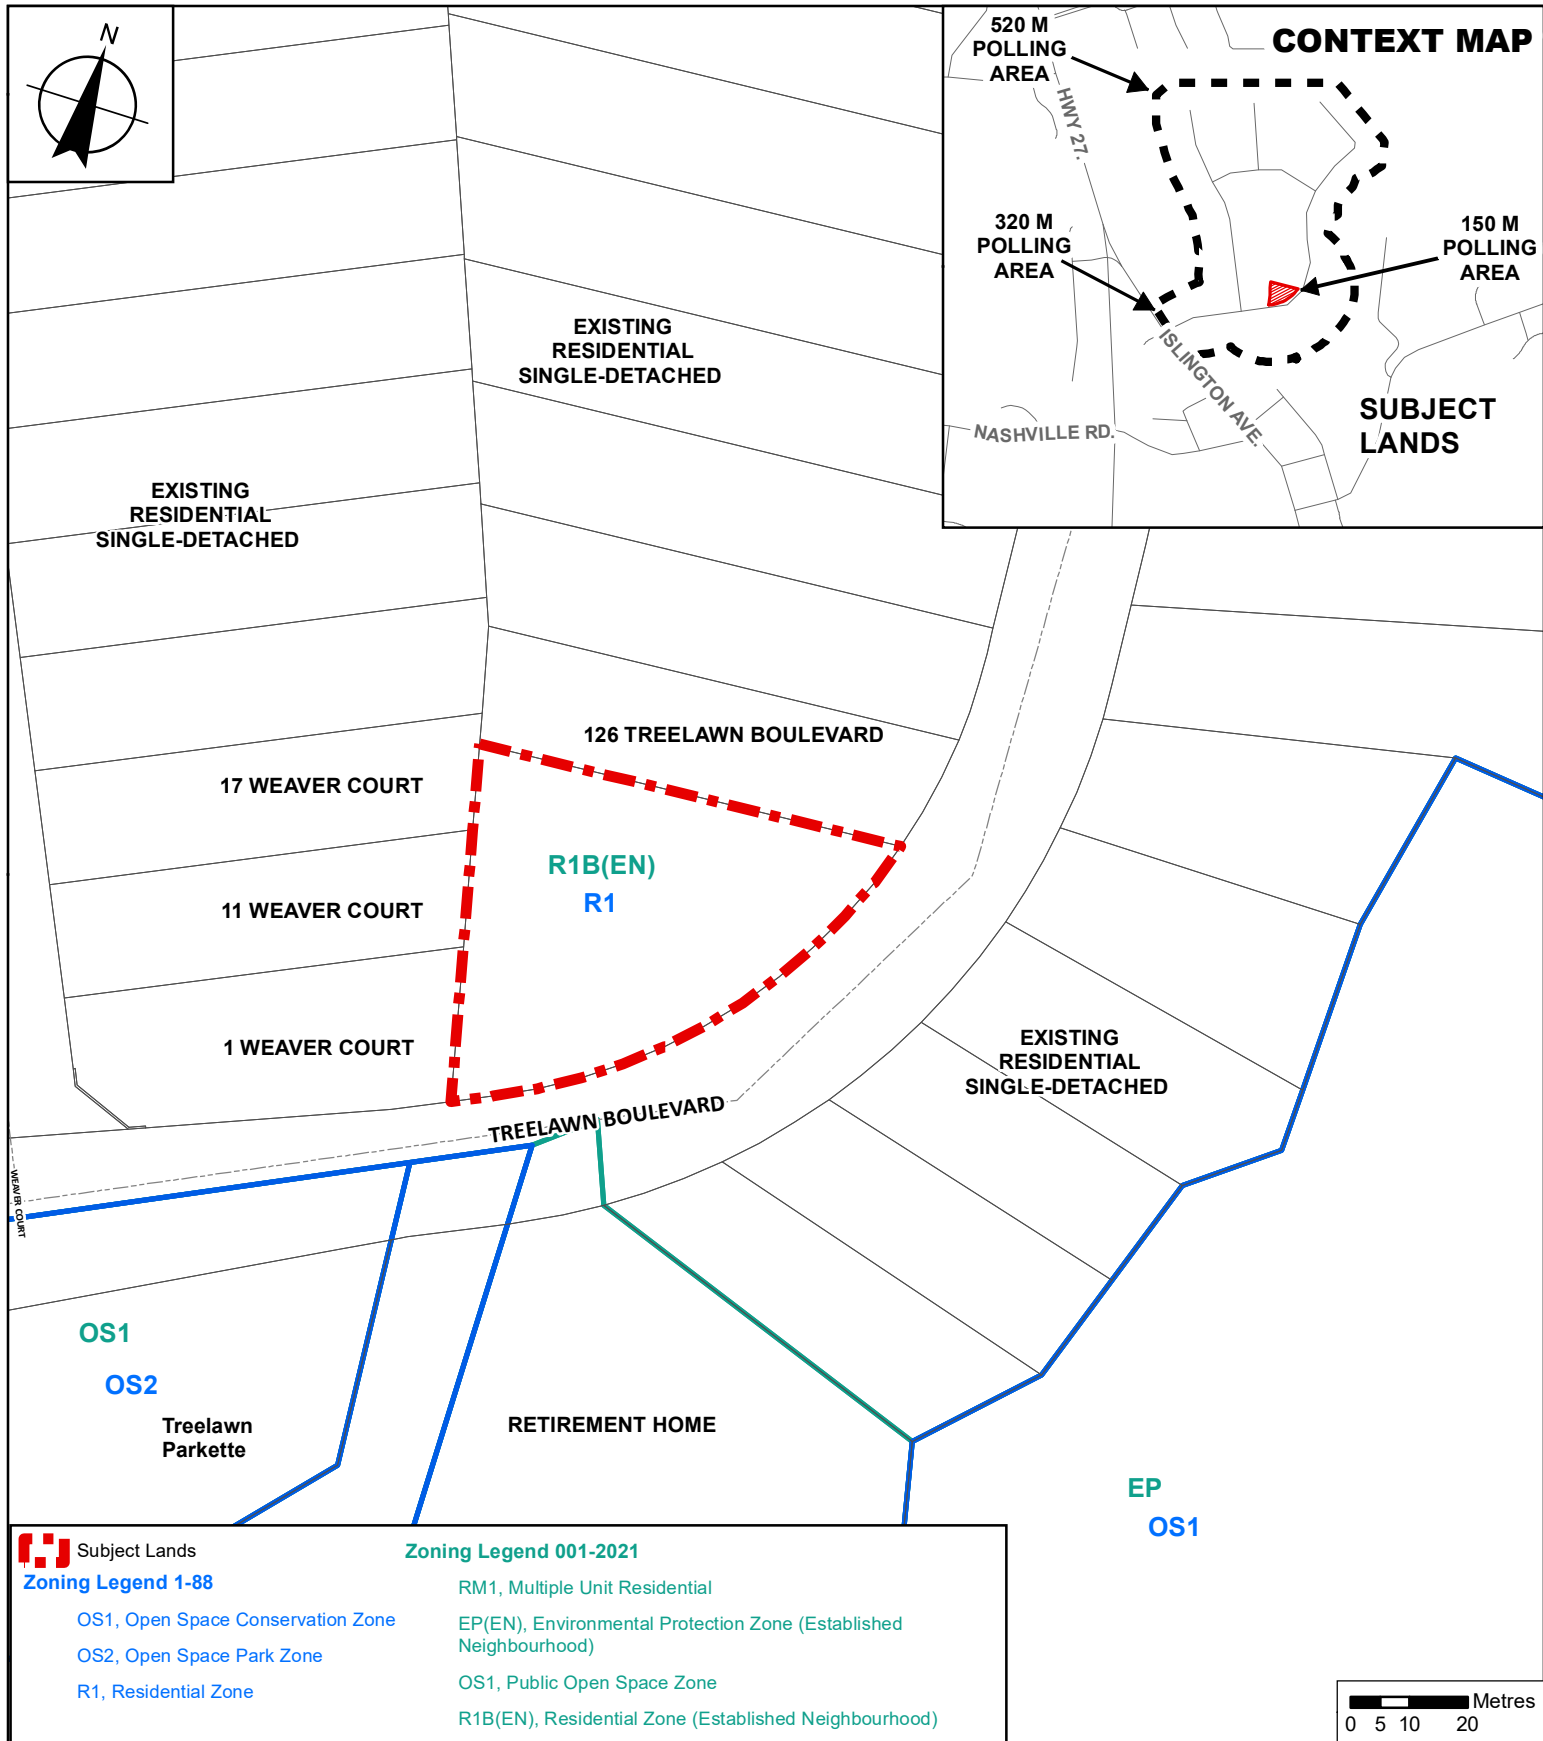 N
520 M
POLLING
AREA
CONTEXT MAP
HWY 27.
320 M
POLLING
AREA
150 M
POLLING
AREA
ISLINGTON AVE.
NASHVILLE RD.
SUBJECT
LANDS
EXISTING
RESIDENTIAL
SINGLE-DETACHED
EXISTING
RESIDENTIAL
SINGLE-DETACHED
126 TREELAWN BOULEVARD
17 WEAVER COURT
R1B(EN)
R1
11 WEAVER COURT
1 WEAVER COURT
EXISTING
RESIDENTIAL
SINGLE-DETACHED
TREELAWN BOULEVARD
WEAVER COURT
OS1
OS2
Treelawn
Parkette
RETIREMENT HOME
EP
OS1
Subject Lands
Zoning Legend 1-88
OS1, Open Space Conservation Zone
OS2, Open Space Park Zone
R1, Residential Zone
Zoning Legend 001-2021
RM1, Multiple Unit Residential
EP(EN), Environmental Protection Zone (Established
Neighbourhood)
OS1, Public Open Space Zone
R1B(EN), Residential Zone (Established Neighbourhood)
Metres
0 5 10 20